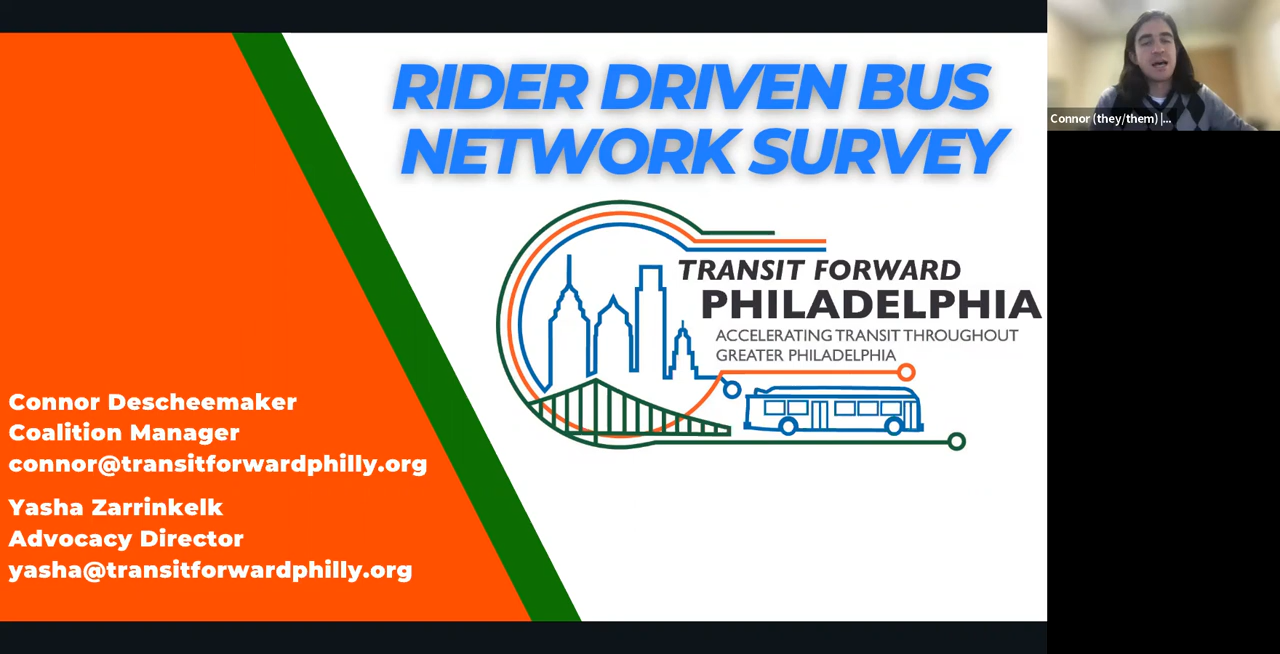 RIDER DRIVEN BUS
NETWORK SURVEY
TRANSIT FORWARD
PHILADELPHIA
ACCELERATING TRANSIT THROUGHOUT
GREATER PHILADELPHIA
Connor Descheemaker
Coalition Manager
connor@transitforwardphilly.org
Yasha Zarrinkelk
Advocacy Director
yasha@transitforwardphilly.org
Connor (they/them) |...